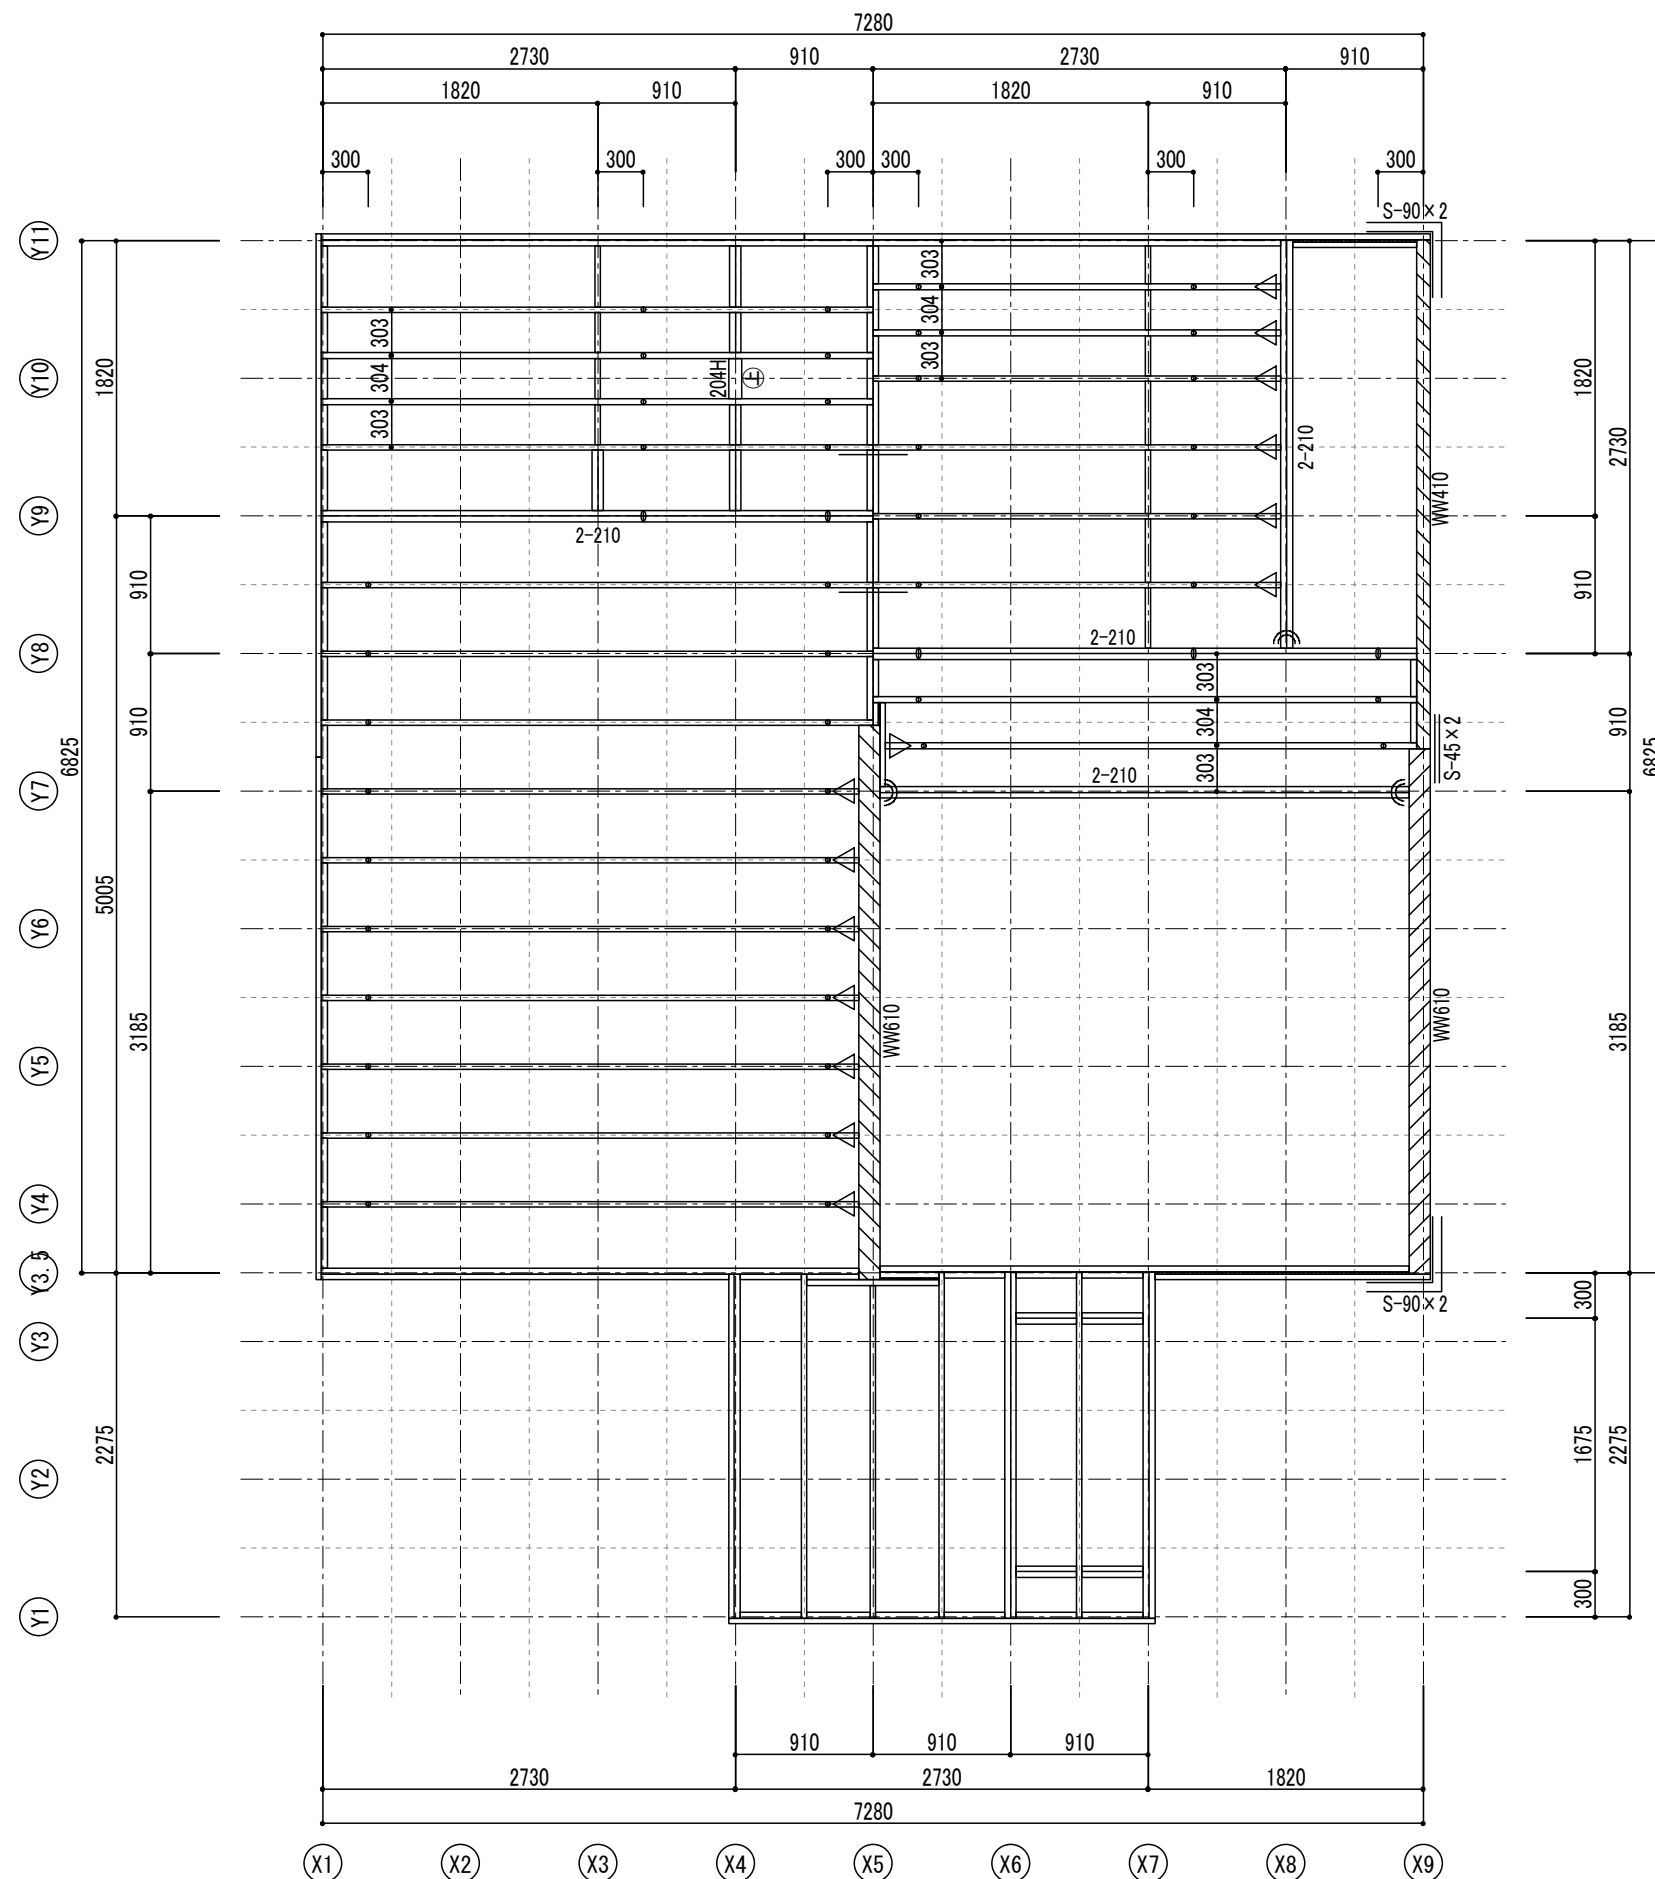 7280
2730 910 2730 910
1820 910 1820 910
300 300 300 300 300 300
S-90×2
Y11
303
304
303
303
304
303
1820
Y10
204H
上
1820
2730
2-210
WW410
Y9
2-210
910
910
Y8
2-210
303
304
303
910
910
S-45×2
6825
6825
Y7
2-210
5005
3185
Y6
WW610
WW610
3185
Y5
Y4
Y3.5
S-90×2
300
Y3
2275
1675
2275
Y2
300
Y1
910 910 910
2730 2730 1820
7280
X1 X2 X3 X4 X5 X6 X7 X8 X9